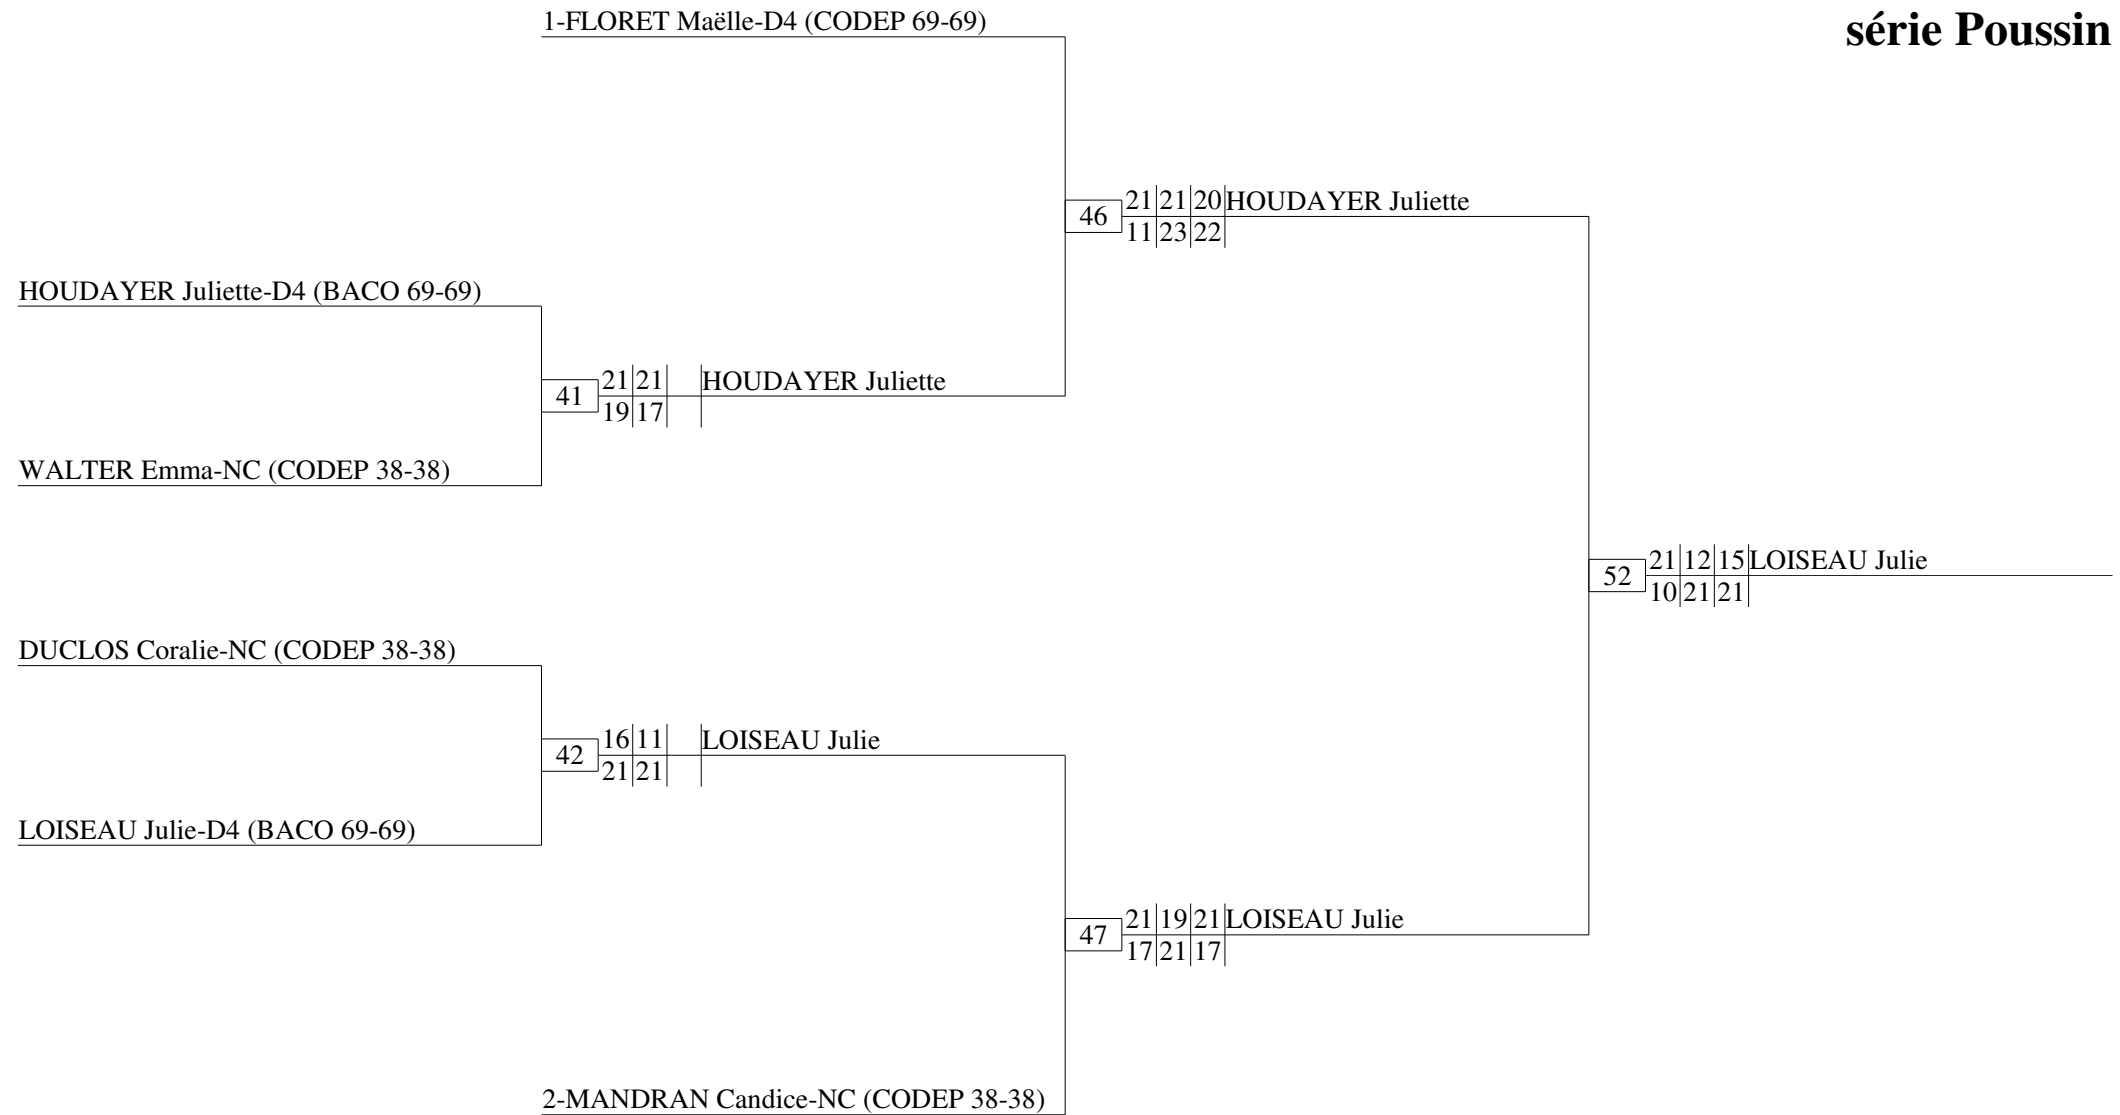 1-FLORET Maëlle-D4 (CODEP 69-69)
série Poussin
46 21 21 20 HOUDAYER Juliette
11 23 22
HOUDAYER Juliette-D4 (BACO 69-69)
41 21 21 HOUDAYER Juliette
19 17
WALTER Emma-NC (CODEP 38-38)
52 21 12 15 LOISEAU Julie
10 21 21
DUCLOS Coralie-NC (CODEP 38-38)
42 16 11 LOISEAU Julie
21 21
LOISEAU Julie-D4 (BACO 69-69)
47 21 19 21 LOISEAU Julie
17 21 17
2-MANDRAN Candice-NC (CODEP 38-38)